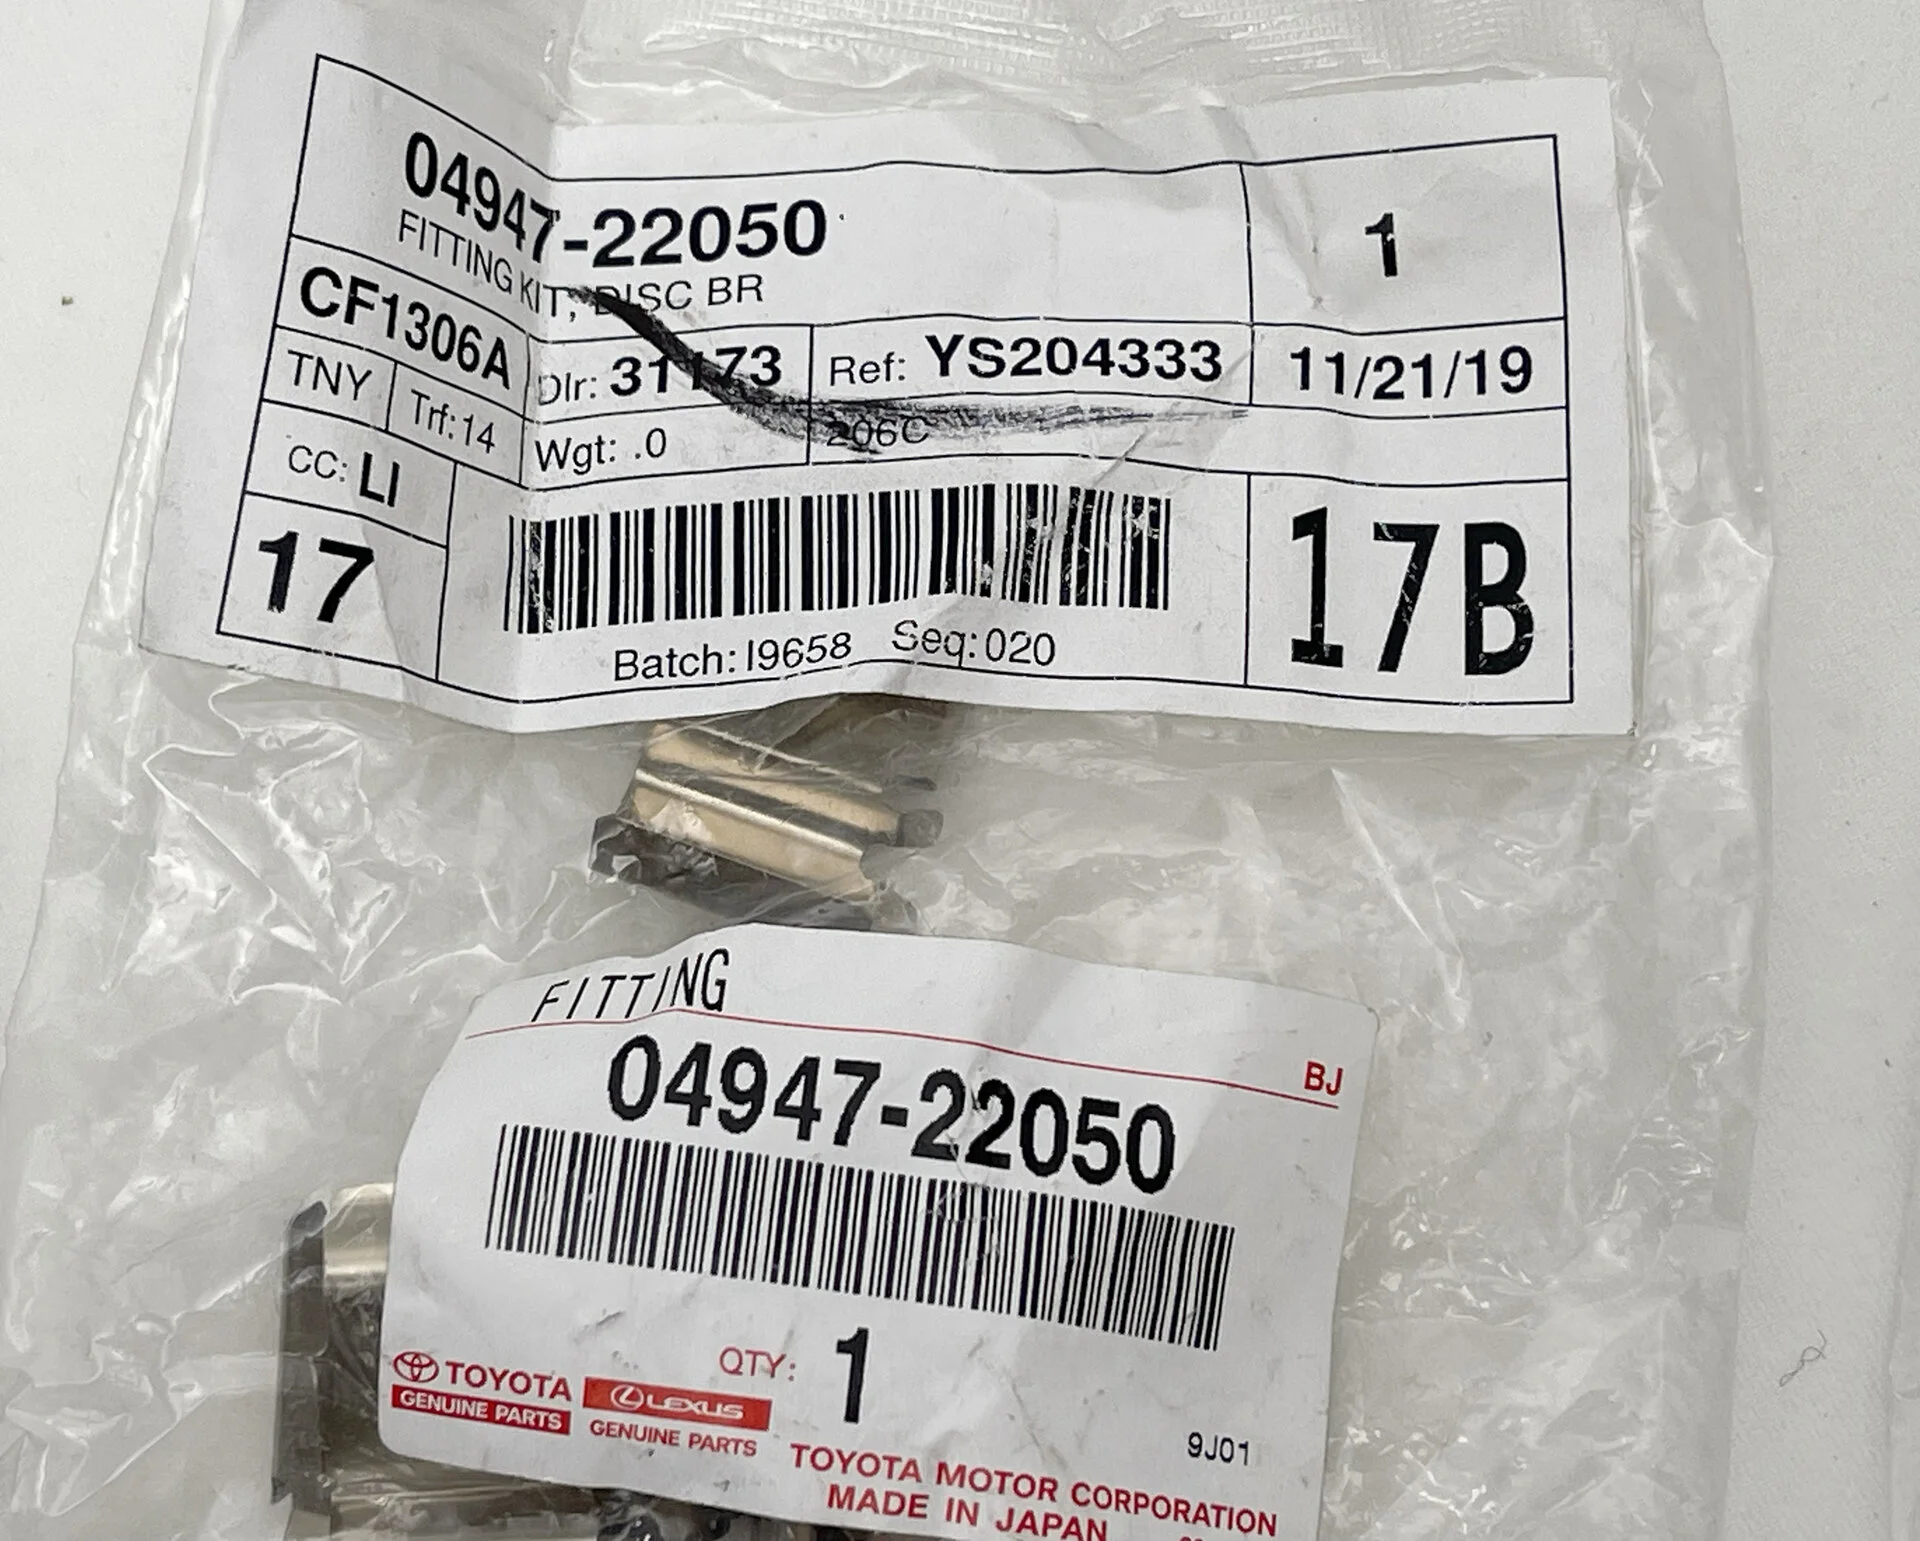 04947-22050 1
FITTING KIT, DISC BR
CF1306A Dlr: 31173 Ref: YS204333 11/21/19
TNY Trf: 14 Wgt: .0 206C
CC: LI
17 17B
Batch: I9658 Seq: 020
FITTING
BJ
04947-22050
QTY: 1
TOYOTA LEXUS
GENUINE PARTS GENUINE PARTS
9J01
TOYOTA MOTOR CORPORATION
MADE IN JAPAN